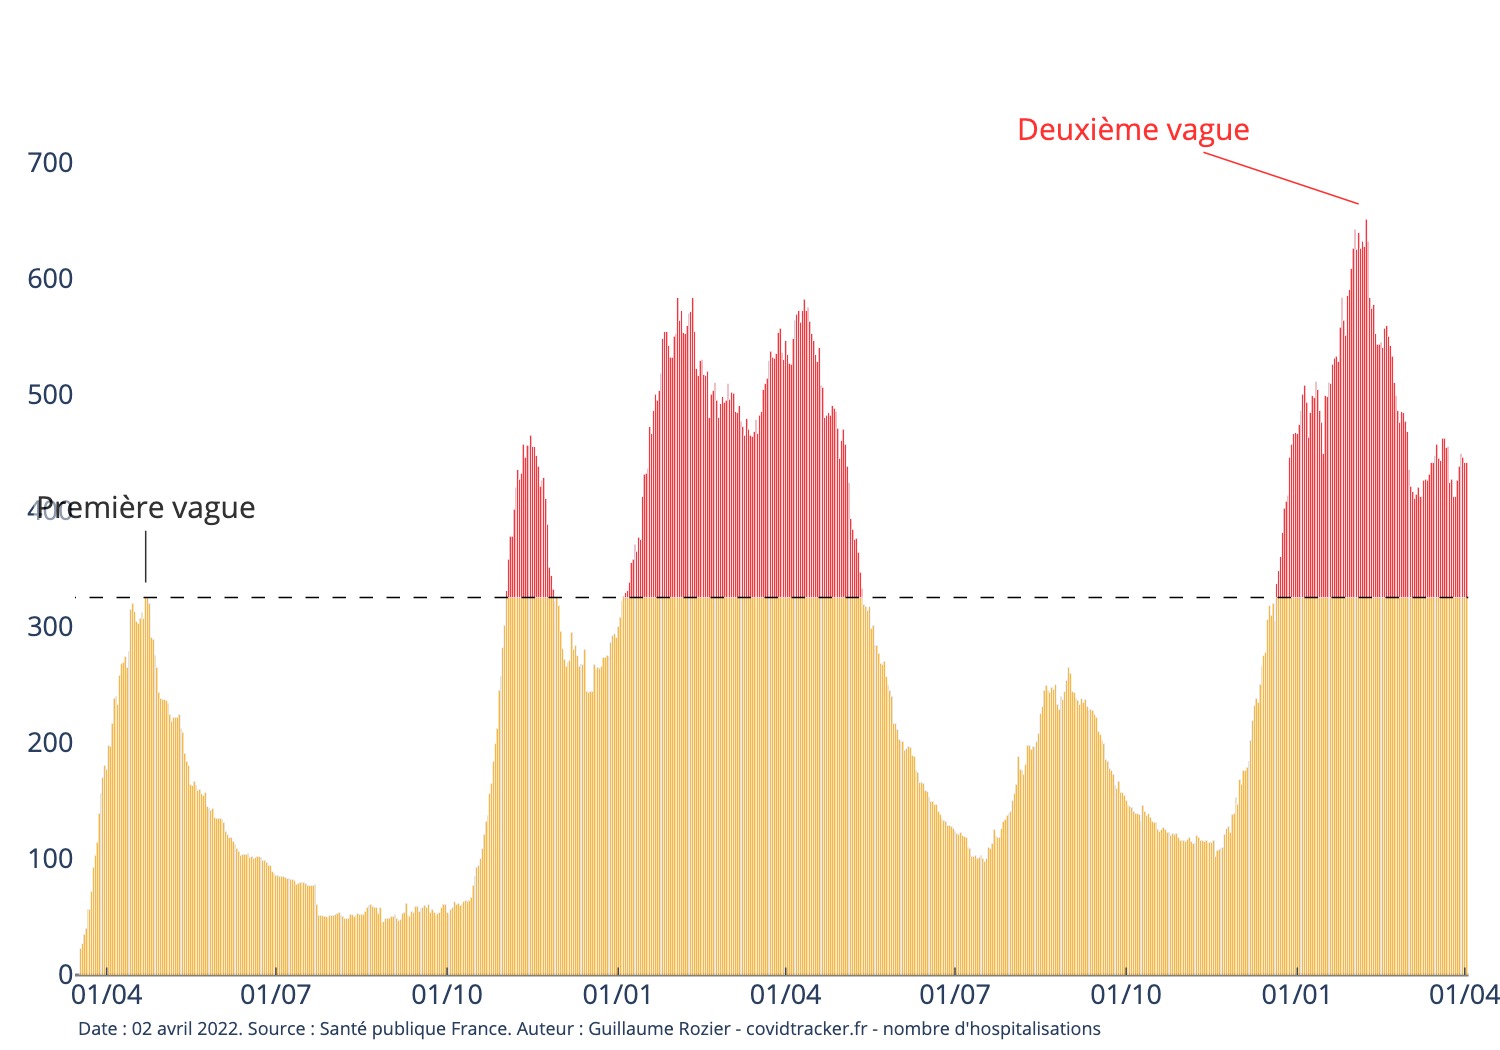 Deuxième vague
700
600
500
400
Première vague
300
200
100
0
01/04 01/07 01/10 01/01 01/04 01/07 01/10 01/01 01/04
Date : 02 avril 2022. Source : Santé publique France. Auteur : Guillaume Rozier - covidtracker.fr - nombre d'hospitalisations